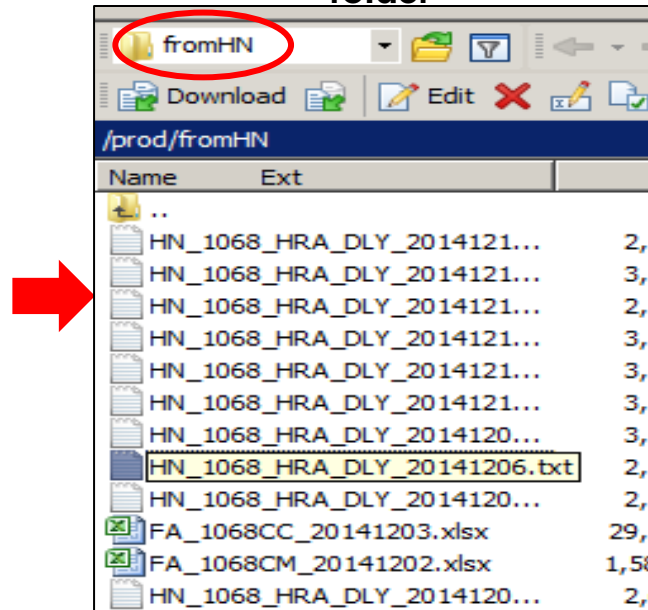 fromHN
Download Edit
/prod/fromHN
Name Ext
..
HN_1068_HRA_DLY_2014121... 2,
HN_1068_HRA_DLY_2014121... 3,
HN_1068_HRA_DLY_2014121... 2,
HN_1068_HRA_DLY_2014121... 3,
HN_1068_HRA_DLY_2014121... 3,
HN_1068_HRA_DLY_2014121... 3,
HN_1068_HRA_DLY_2014120... 3,
HN_1068_HRA_DLY_20141206.txt 2,
HN_1068_HRA_DLY_2014120... 2,
FA_1068CC_20141203.xlsx 29,
FA_1068CM_20141202.xlsx 1,58
HN_1068_HRA_DLY_2014120... 2,